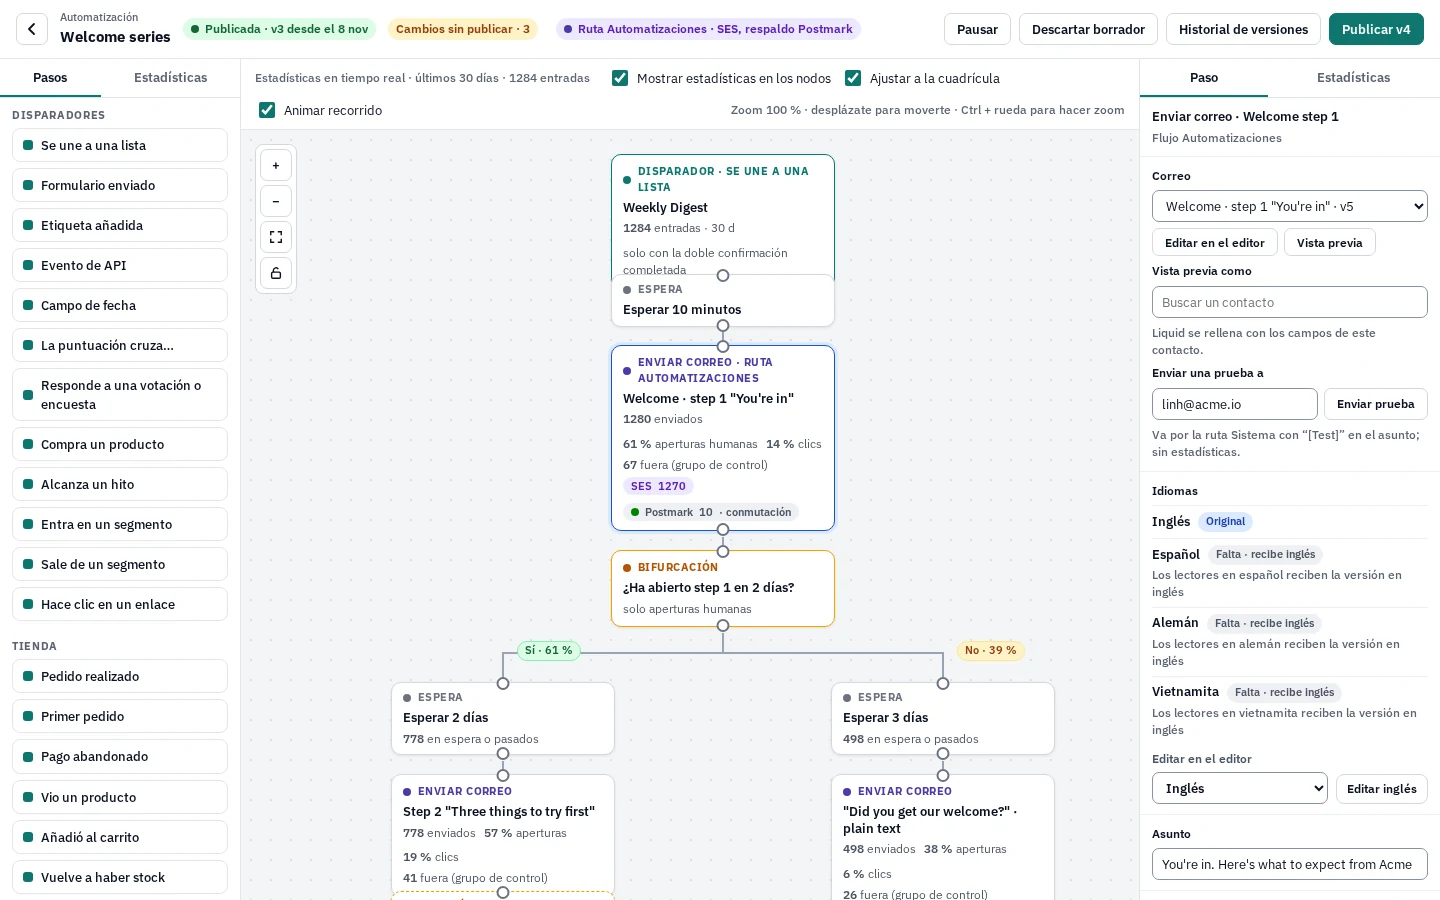 Automatización
Welcome series
Publicada · v3 desde el 8 nov
Cambios sin publicar · 3
Ruta Automatizaciones · SES, respaldo Postmark
Pausar
Descartar borrador
Historial de versiones
Publicar v4
Pasos
Estadísticas
DISPARADORES
Se une a una lista
Formulario enviado
Etiqueta añadida
Evento de API
Campo de fecha
La puntuación cruza...
Responde a una votación o
encuesta
Compra un producto
Alcanza un hito
Entra en un segmento
Sale de un segmento
Hace clic en un enlace
TIENDA
Pedido realizado
Primer pedido
Pago abandonado
Vio un producto
Añadió al carrito
Vuelve a haber stock
Estadísticas en tiempo real · últimos 30 días · 1284 entradas
Mostrar estadísticas en los nodos
Ajustar a la cuadrícula
Animar recorrido
Zoom 100 % · desplázate para moverte · Ctrl + rueda para hacer zoom
DISPARADOR · SE UNE A UNA
LISTA
Weekly Digest
1284 entradas · 30 d
solo con la doble confirmación
completada
ESPERA
Esperar 10 minutos
ENVIAR CORREO · RUTA
AUTOMATIZACIONES
Welcome · step 1 "You're in"
1280 enviados
61 % aperturas humanas 14 % clics
67 fuera (grupo de control)
SES 1270
Postmark 10 · conmutación
BIFURCACIÓN
¿Ha abierto step 1 en 2 días?
solo aperturas humanas
Sí · 61 %
No · 39 %
ESPERA
Esperar 2 días
778 en espera o pasados
ENVIAR CORREO
Step 2 "Three things to try first"
778 enviados 57 % aperturas
19 % clics
41 fuera (grupo de control)
ESPERA
Esperar 3 días
498 en espera o pasados
ENVIAR CORREO
"Did you get our welcome?" ·
plain text
498 enviados 38 % aperturas
6 % clics
26 fuera (grupo de control)
Paso
Estadísticas
Enviar correo · Welcome step 1
Flujo Automatizaciones
Correo
Welcome · step 1 "You're in" · v5
Editar en el editor
Vista previa
Vista previa como
Buscar un contacto
Liquid se rellena con los campos de este
contacto.
Enviar una prueba a
linh@acme.io
Enviar prueba
Va por la ruta Sistema con “[Test]” en el asunto;
sin estadísticas.
Idiomas
Inglés Original
Español Falta · recibe inglés
Los lectores en español reciben la versión en
inglés
Alemán Falta · recibe inglés
Los lectores en alemán reciben la versión en
inglés
Vietnamita Falta · recibe inglés
Los lectores en vietnamita reciben la versión en
inglés
Editar en el editor
Inglés
Editar inglés
Asunto
You're in. Here's what to expect from Acme